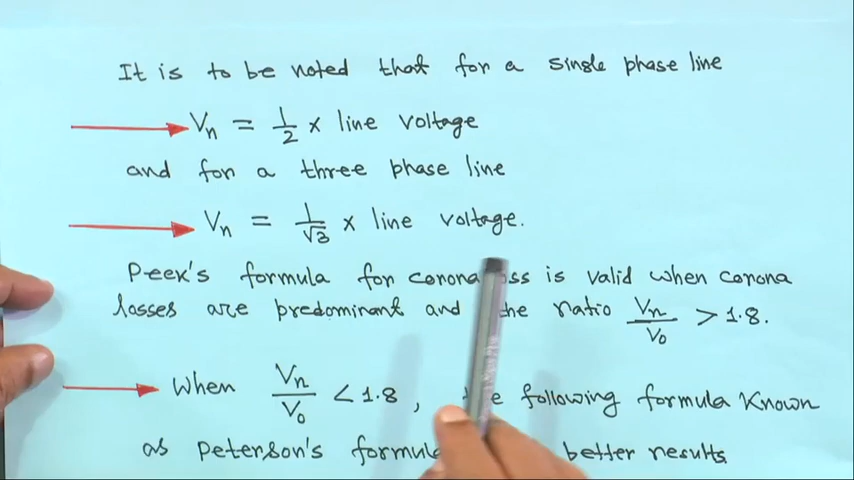 It is to be noted that for a single phase line
Vn = 1/2 x line voltage
and for a three phase line
Vn = 1/√3 x line voltage.
Peek's formula for corona is valid when corona
losses are predominant and the ratio Vn/V0 > 1.8.
When Vn/V0 < 1.8, following formula known
as Peterson's better results